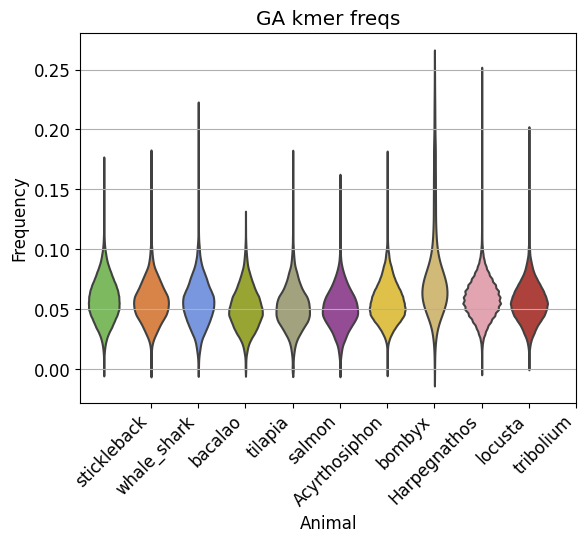 GA kmer freqs
Frequency
0.25
0.20
0.15
0.10
0.05
0.00
stickleback
whale_shark
bacalao
tilapia
salmon
Acyrthosiphon
bombyx
Harpegnathos
locusta
tribolium
Animal